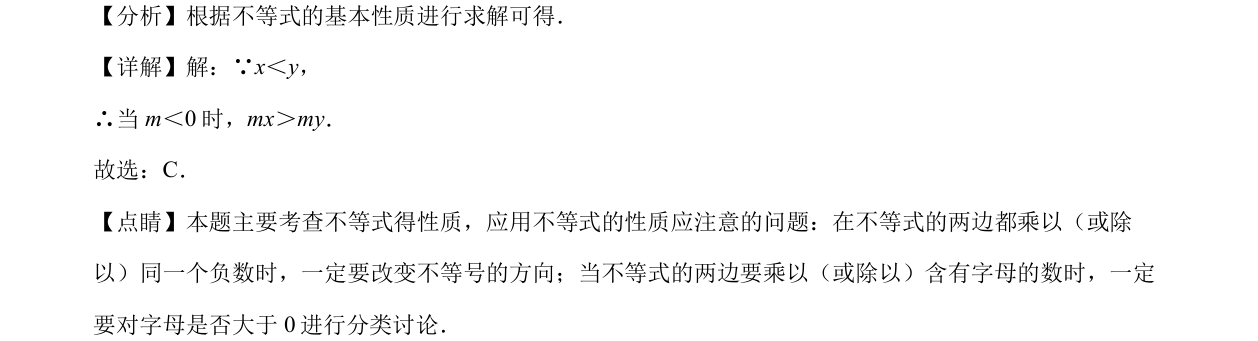 【分析】根据不等式的基本性质进行求解可得．
【详解】解：∵x＜y，
∴当 m＜0 时，mx＞my．
故选：C．
【点睛】本题主要考查不等式得性质，应用不等式的性质应注意的问题：在不等式的两边都乘以（或除
以）同一个负数时，一定要改变不等号的方向；当不等式的两边要乘以（或除以）含有字母的数时，一定
要对字母是否大于 0 进行分类讨论．